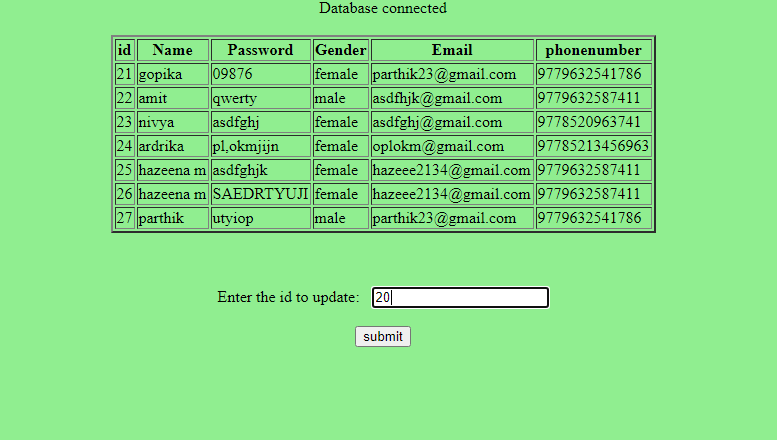 Database connected
id Name Password Gender Email phonenumber
21 gopika 09876 female parthik23@gmail.com 9779632541786
22 amit qwerty male asdfhjk@gmail.com 9779632587411
23 nivya asdfghj female asdfghj@gmail.com 9778520963741
24 ardrika pl,okmjijn female oplokm@gmail.com 97785213456963
25 hazeena m asdfghjk female hazeee2134@gmail.com 9779632587411
26 hazeena m SAEDRTYUJI female hazeee2134@gmail.com 9779632587411
27 parthik utyiop male parthik23@gmail.com 9779632541786
Enter the id to update: 20
submit